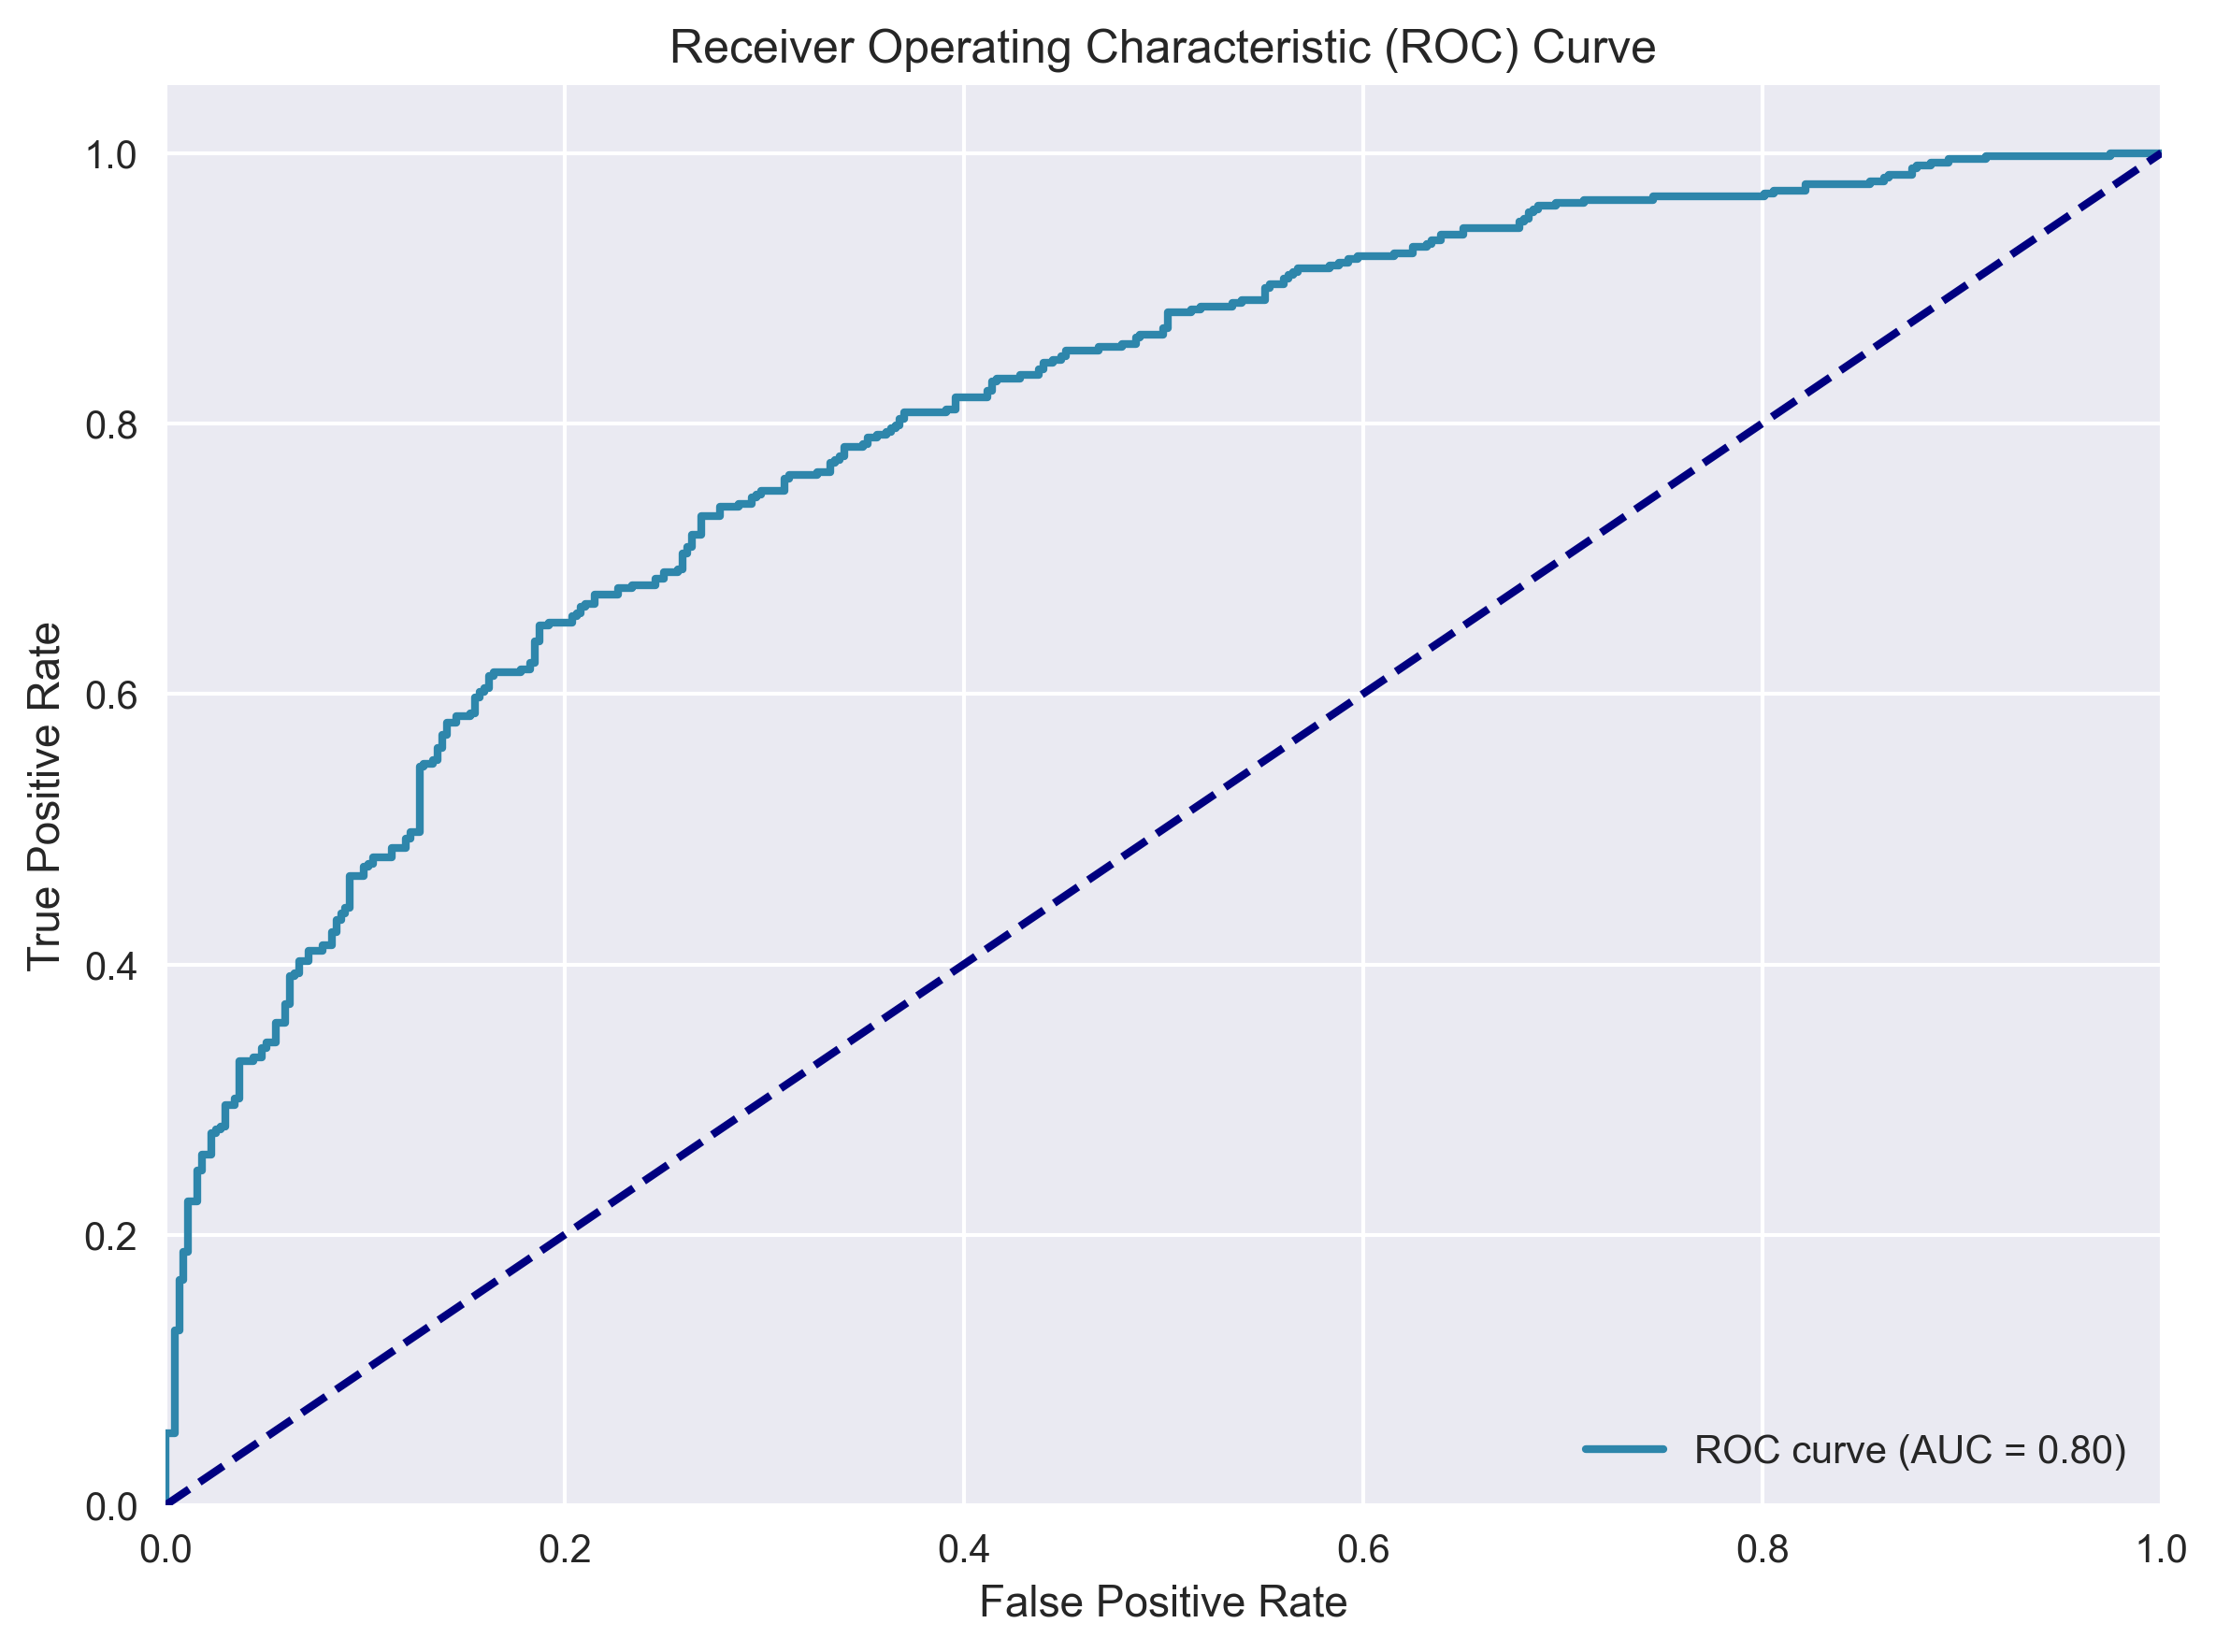 Receiver Operating Characteristic (ROC) Curve
1.0
0.8
0.6
0.4
0.2
0.0
True Positive Rate
ROC curve (AUC = 0.80)
0.0 0.2 0.4 0.6 0.8 1.0
False Positive Rate